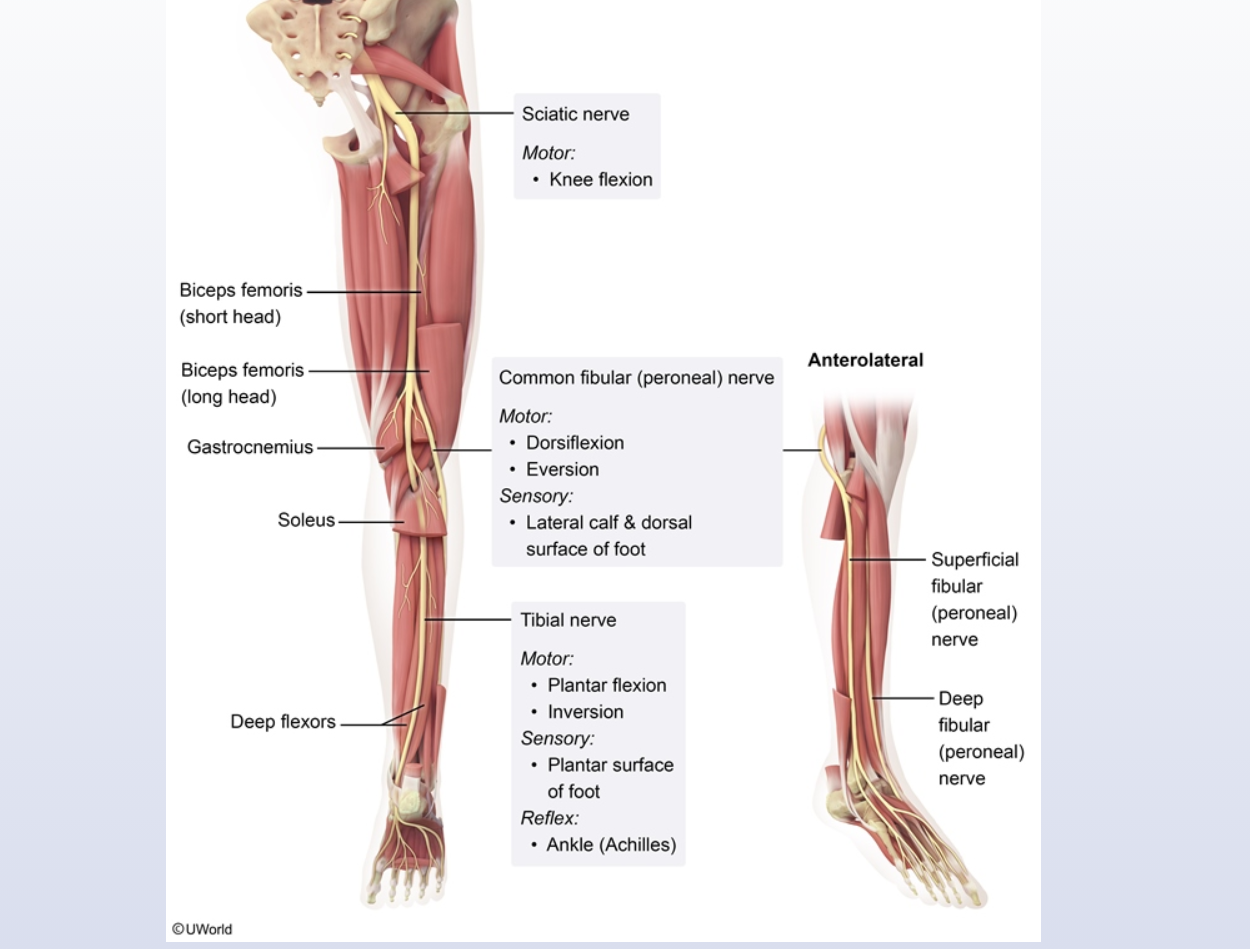 Sciatic nerve
Motor:
• Knee flexion
Biceps femoris
(short head)
Biceps femoris
(long head)
Gastrocnemius
Soleus
Deep flexors
Common fibular (peroneal) nerve
Motor:
• Dorsiflexion
• Eversion
Sensory:
• Lateral calf & dorsal
surface of foot
Tibial nerve
Motor:
• Plantar flexion
• Inversion
Sensory:
• Plantar surface
of foot
Reflex:
• Ankle (Achilles)
Anterolateral
Superficial
fibular
(peroneal)
nerve
Deep
fibular
(peroneal)
nerve
©UWorld